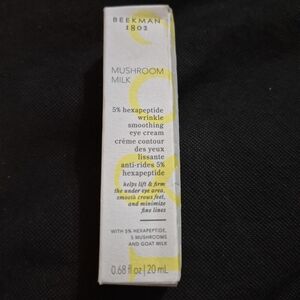 BEEKMAN
1802
MUSHROOM
MILK
5% hexapeptide
wrinkle
smoothing
eye cream
crème contour
des yeux
lissante
anti-rides 5%
hexapeptide
helps lift & firm
the under eye area,
smooth crows feet,
and minimize
fine lines
WITH 5% HEXAPEPTIDE,
5 MUSHROOMS
AND GOAT MILK
0.68 fl oz | 20 mL